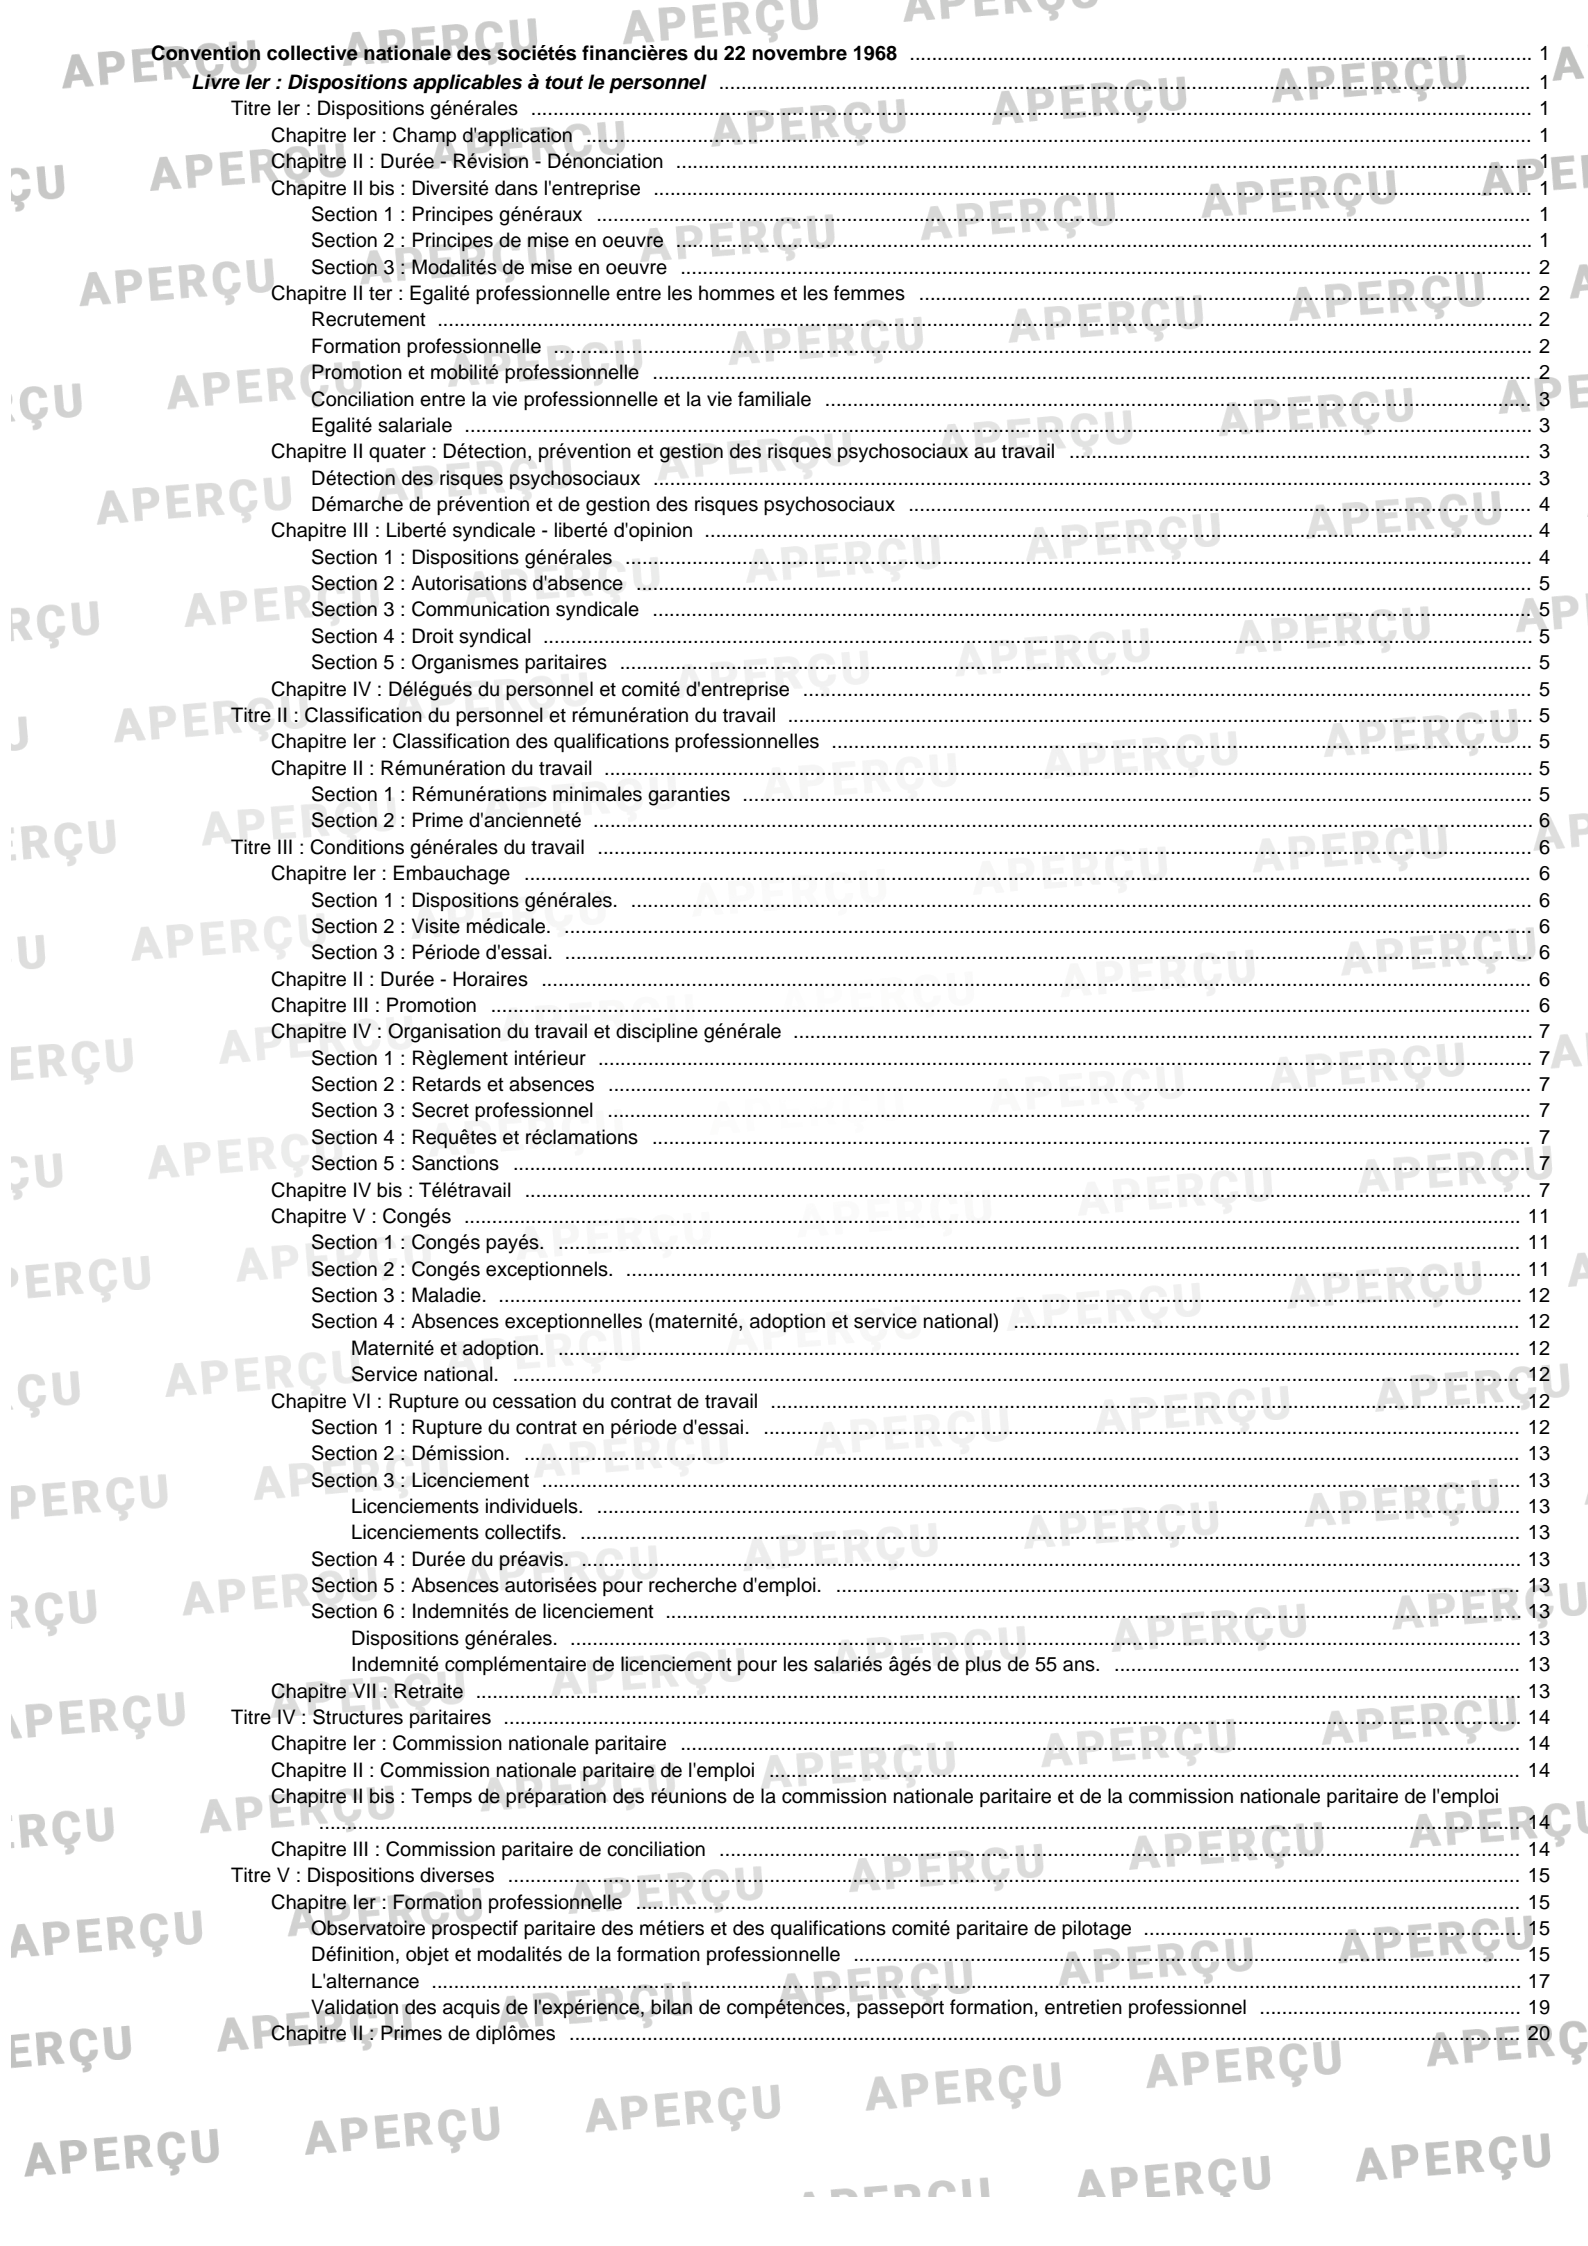 Convention collective nationale des sociétés financières du 22 novembre 1968 ... 1
Livre Ier : Dispositions applicables à tout le personnel ... 1
Titre Ier : Dispositions générales ... 1
Chapitre Ier : Champ d'application ... 1
Chapitre II : Durée - Révision - Dénonciation ... 1
Chapitre II bis : Diversité dans l'entreprise ... 1
Section 1 : Principes généraux ... 1
Section 2 : Principes de mise en oeuvre ... 1
Section 3 : Modalités de mise en oeuvre ... 2
Chapitre II ter : Egalité professionnelle entre les hommes et les femmes ... 2
Recrutement ... 2
Formation professionnelle ... 2
Promotion et mobilité professionnelle ... 2
Conciliation entre la vie professionnelle et la vie familiale ... 3
Egalité salariale ... 3
Chapitre II quater : Détection, prévention et gestion des risques psychosociaux au travail ... 3
Détection des risques psychosociaux ... 3
Démarche de prévention et de gestion des risques psychosociaux ... 4
Chapitre III : Liberté syndicale - liberté d'opinion ... 4
Section 1 : Dispositions générales ... 4
Section 2 : Autorisations d'absence ... 5
Section 3 : Communication syndicale ... 5
Section 4 : Droit syndical ... 5
Section 5 : Organismes paritaires ... 5
Chapitre IV : Délégués du personnel et comité d'entreprise ... 5
Titre II : Classification du personnel et rémunération du travail ... 5
Chapitre Ier : Classification des qualifications professionnelles ... 5
Chapitre II : Rémunération du travail ... 5
Section 1 : Rémunérations minimales garanties ... 5
Section 2 : Prime d'ancienneté ... 6
Titre III : Conditions générales du travail ... 6
Chapitre Ier : Embauchage ... 6
Section 1 : Dispositions générales. ... 6
Section 2 : Visite médicale. ... 6
Section 3 : Période d'essai. ... 6
Chapitre II : Durée - Horaires ... 6
Chapitre III : Promotion ... 6
Chapitre IV : Organisation du travail et discipline générale ... 7
Section 1 : Règlement intérieur ... 7
Section 2 : Retards et absences ... 7
Section 3 : Secret professionnel ... 7
Section 4 : Requêtes et réclamations ... 7
Section 5 : Sanctions ... 7
Chapitre IV bis : Télétravail ... 7
Chapitre V : Congés ... 11
Section 1 : Congés payés. ... 11
Section 2 : Congés exceptionnels. ... 11
Section 3 : Maladie. ... 12
Section 4 : Absences exceptionnelles (maternité, adoption et service national) ... 12
Maternité et adoption. ... 12
Service national. ... 12
Chapitre VI : Rupture ou cessation du contrat de travail ... 12
Section 1 : Rupture du contrat en période d'essai. ... 12
Section 2 : Démission. ... 13
Section 3 : Licenciement ... 13
Licenciements individuels. ... 13
Licenciements collectifs. ... 13
Section 4 : Durée du préavis. ... 13
Section 5 : Absences autorisées pour recherche d'emploi. ... 13
Section 6 : Indemnités de licenciement ... 13
Dispositions générales. ... 13
Indemnité complémentaire de licenciement pour les salariés âgés de plus de 55 ans. ... 13
Chapitre VII : Retraite ... 13
Titre IV : Structures paritaires ... 14
Chapitre Ier : Commission nationale paritaire ... 14
Chapitre II : Commission nationale paritaire de l'emploi ... 14
Chapitre II bis : Temps de préparation des réunions de la commission nationale paritaire et de la commission nationale paritaire de l'emploi
... 14
Chapitre III : Commission paritaire de conciliation ... 14
Titre V : Dispositions diverses ... 15
Chapitre Ier : Formation professionnelle ... 15
Observatoire prospectif paritaire des métiers et des qualifications comité paritaire de pilotage ... 15
Définition, objet et modalités de la formation professionnelle ... 15
L'alternance ... 17
Validation des acquis de l'expérience, bilan de compétences, passeport formation, entretien professionnel ... 19
Chapitre II : Primes de diplômes ... 20
APERÇU